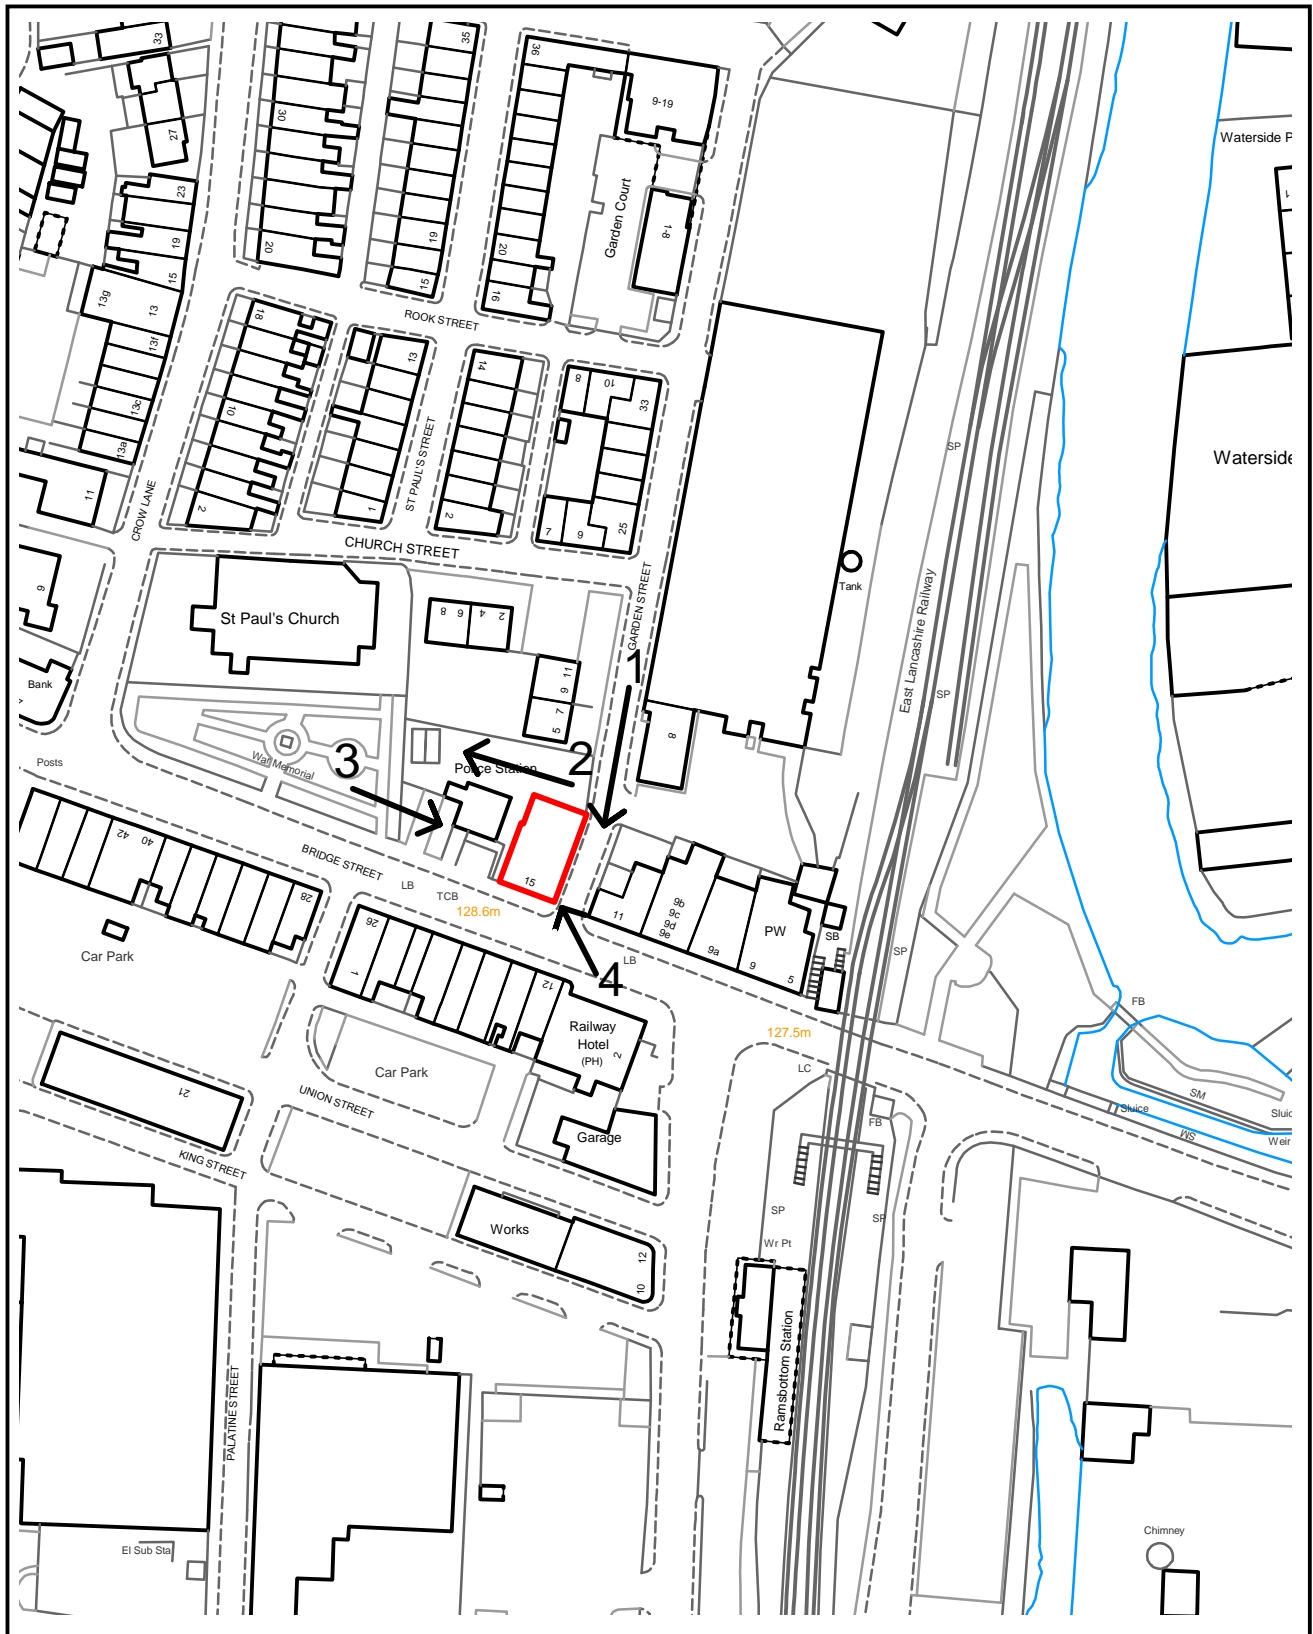 33
35
36
9-19
30
27
Waterside P
1
23
Garden Court
1-8
19
19
20
20
15
15
13g
13
16
ROOK STREET
18
13f
13
14
8
10
33
10
13c
13a
ST PAUL'S STREET
SP
Waterside
11
CROW LANE
2
1
2
7
9
25
CHURCH STREET
GARDEN STREET
Tank
East Lancashire Railway
9
St Paul's Church
8
6
4
2
11
9
7
5
1
Bank
SP
8
War Memorial
3
2
Police Station
Posts
42
40
BRIDGE STREET
15
28
LB
TCB
128.6m
26
11
9b
9c
9d
9e
9a
PW
9
5
SB
SP
Car Park
4
LB
1
12
FB
Railway
Hotel
(PH)
2
127.5m
LC
Car Park
21
UNION STREET
FB
SM
Sluice
SM
Sluic
Weir
Garage
KING STREET
SP
SP
Works
12
10
Wr Pt
Ramsbottom Station
PALATINE STREET
El Sub Sta
Chimney